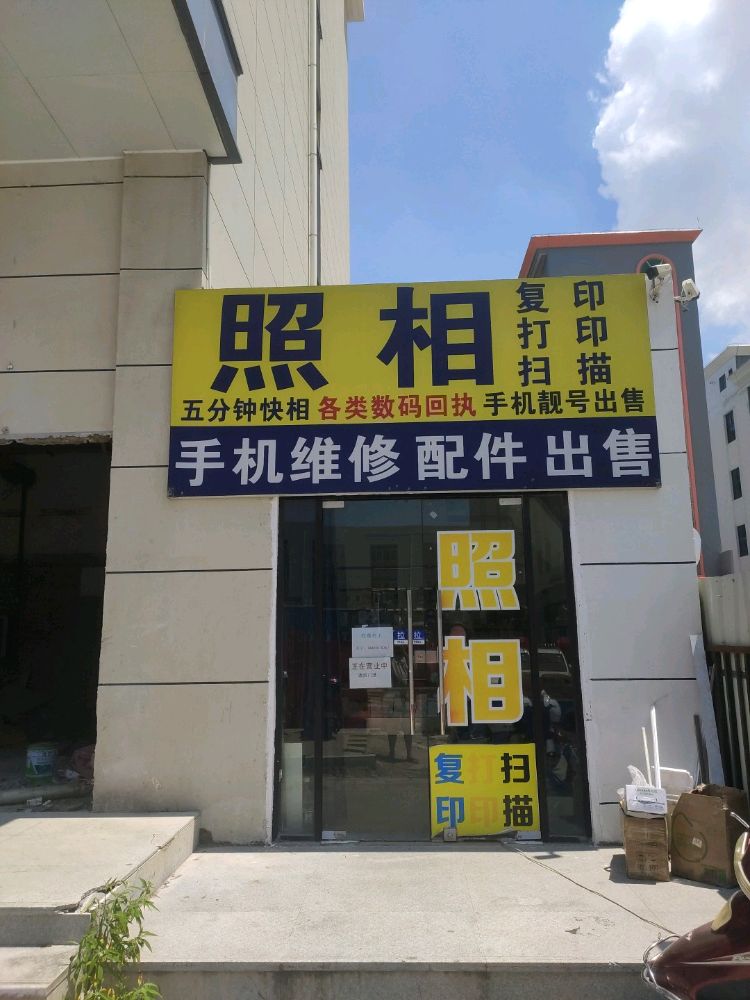 照相
复印
打印
扫描
五分钟快相 各类数码回执 手机靓号出售
手机维修 配件 出售
照
相
拉 拉
正在营业中
复打扫
印印描